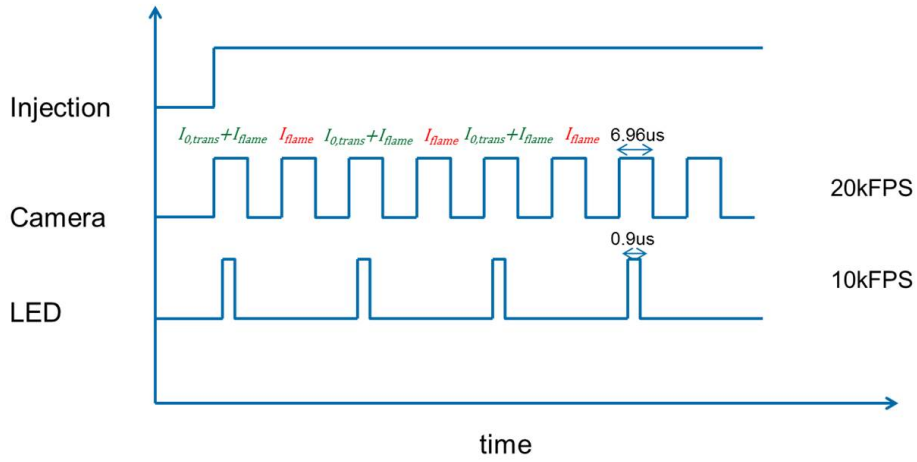 Injection
I0,trans+Iflame Iflame I0,trans+Iflame Iflame I0,trans+Iflame Iflame 6.96us
Camera 20kFPS
0.9us
LED 10kFPS
time